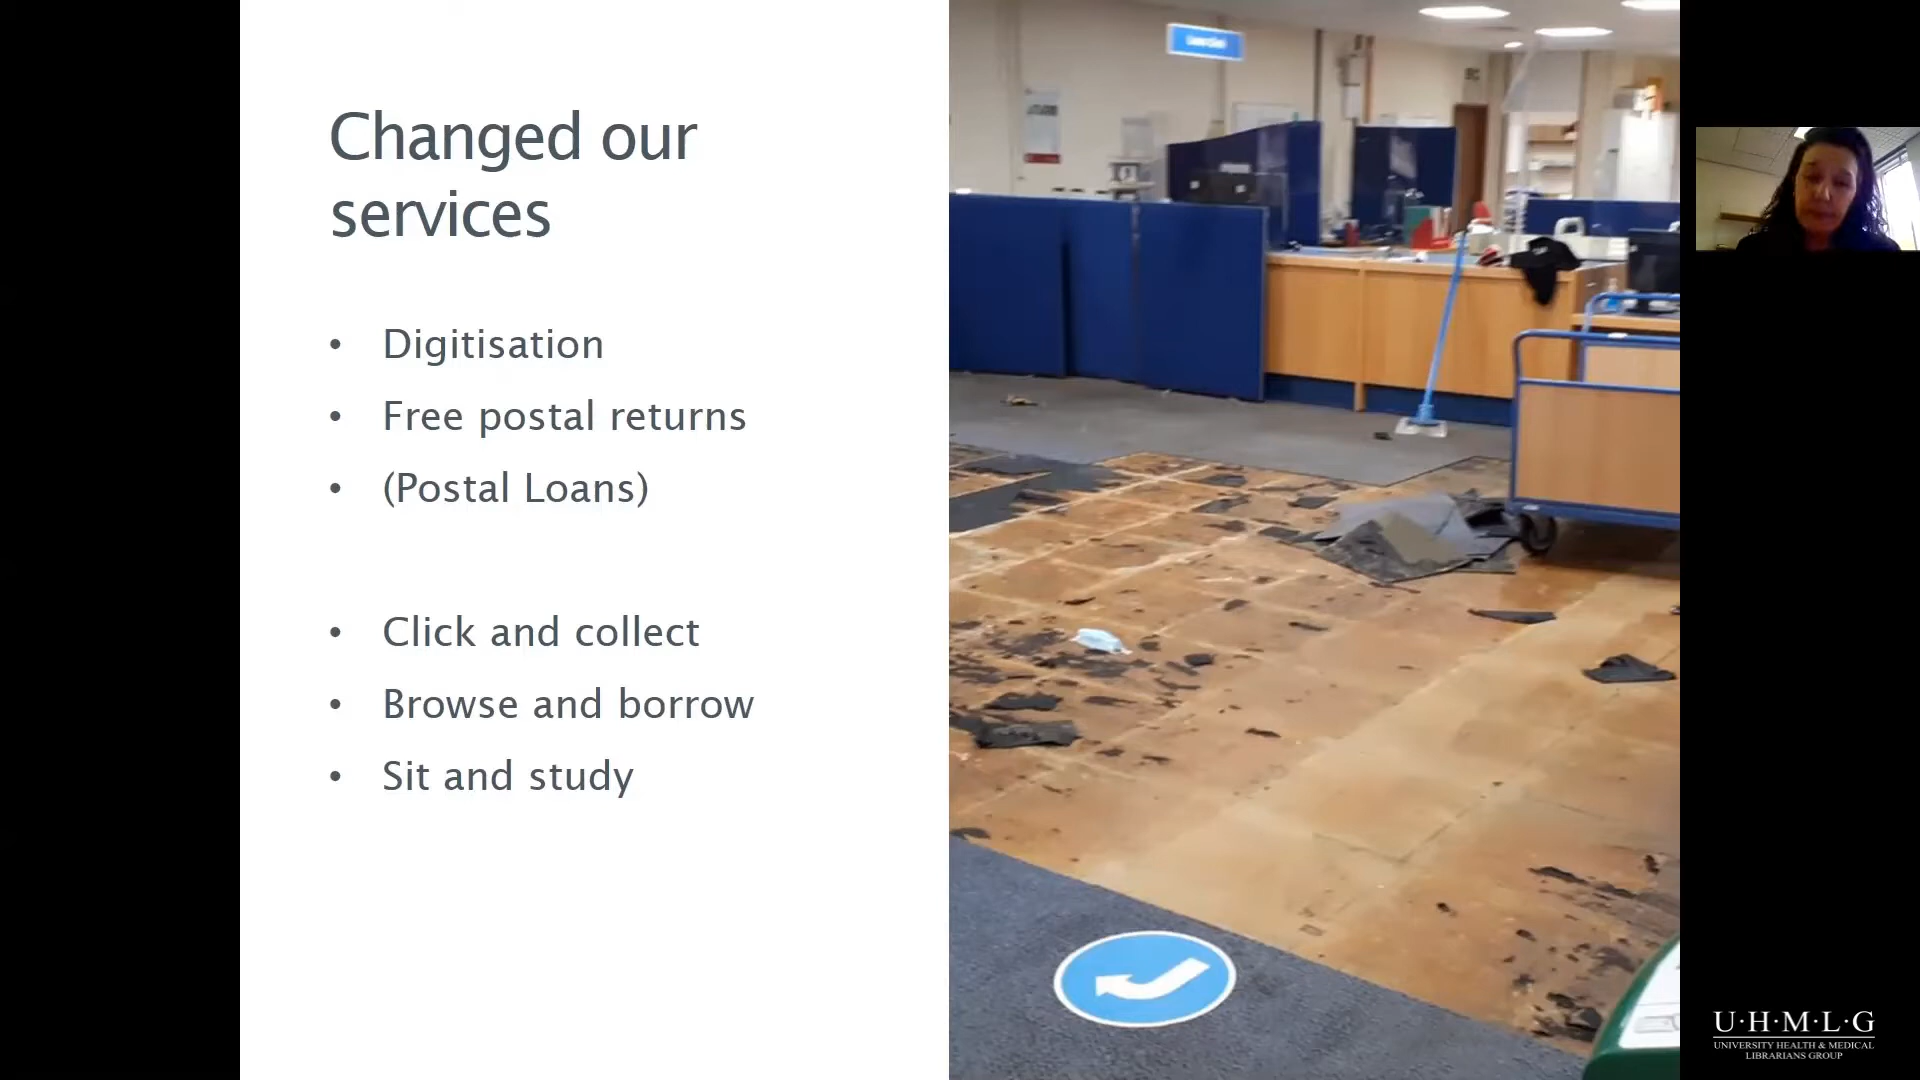 Changed our
services
• Digitisation
• Free postal returns
• (Postal Loans)
• Click and collect
• Browse and borrow
• Sit and study
U·H·M·L·G
UNIVERSITY HEALTH & MEDICAL
LIBRARIANS GROUP